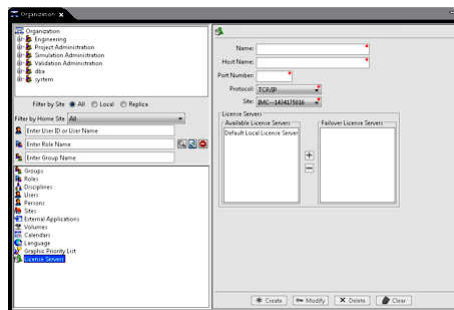 Organization
Organization
Engineering
Project Administration
Simulation Administration
Validation Administration
dba
system
Filter by Site All Local Replica
Filter by Home Site All
Enter User ID or User Name
Enter Role Name
Enter Group Name
Groups
Roles
Disciplines
Users
Persons
Sites
External Applications
Volumes
Calendars
Language
Graphic Priority List
License Servers
Name:
Host Name:
Port Number:
Protocol: TCP/IP
Site:
License Servers
Available License Servers
Default Local License Server
Failover License Servers
Create
Modify
Delete
Clear